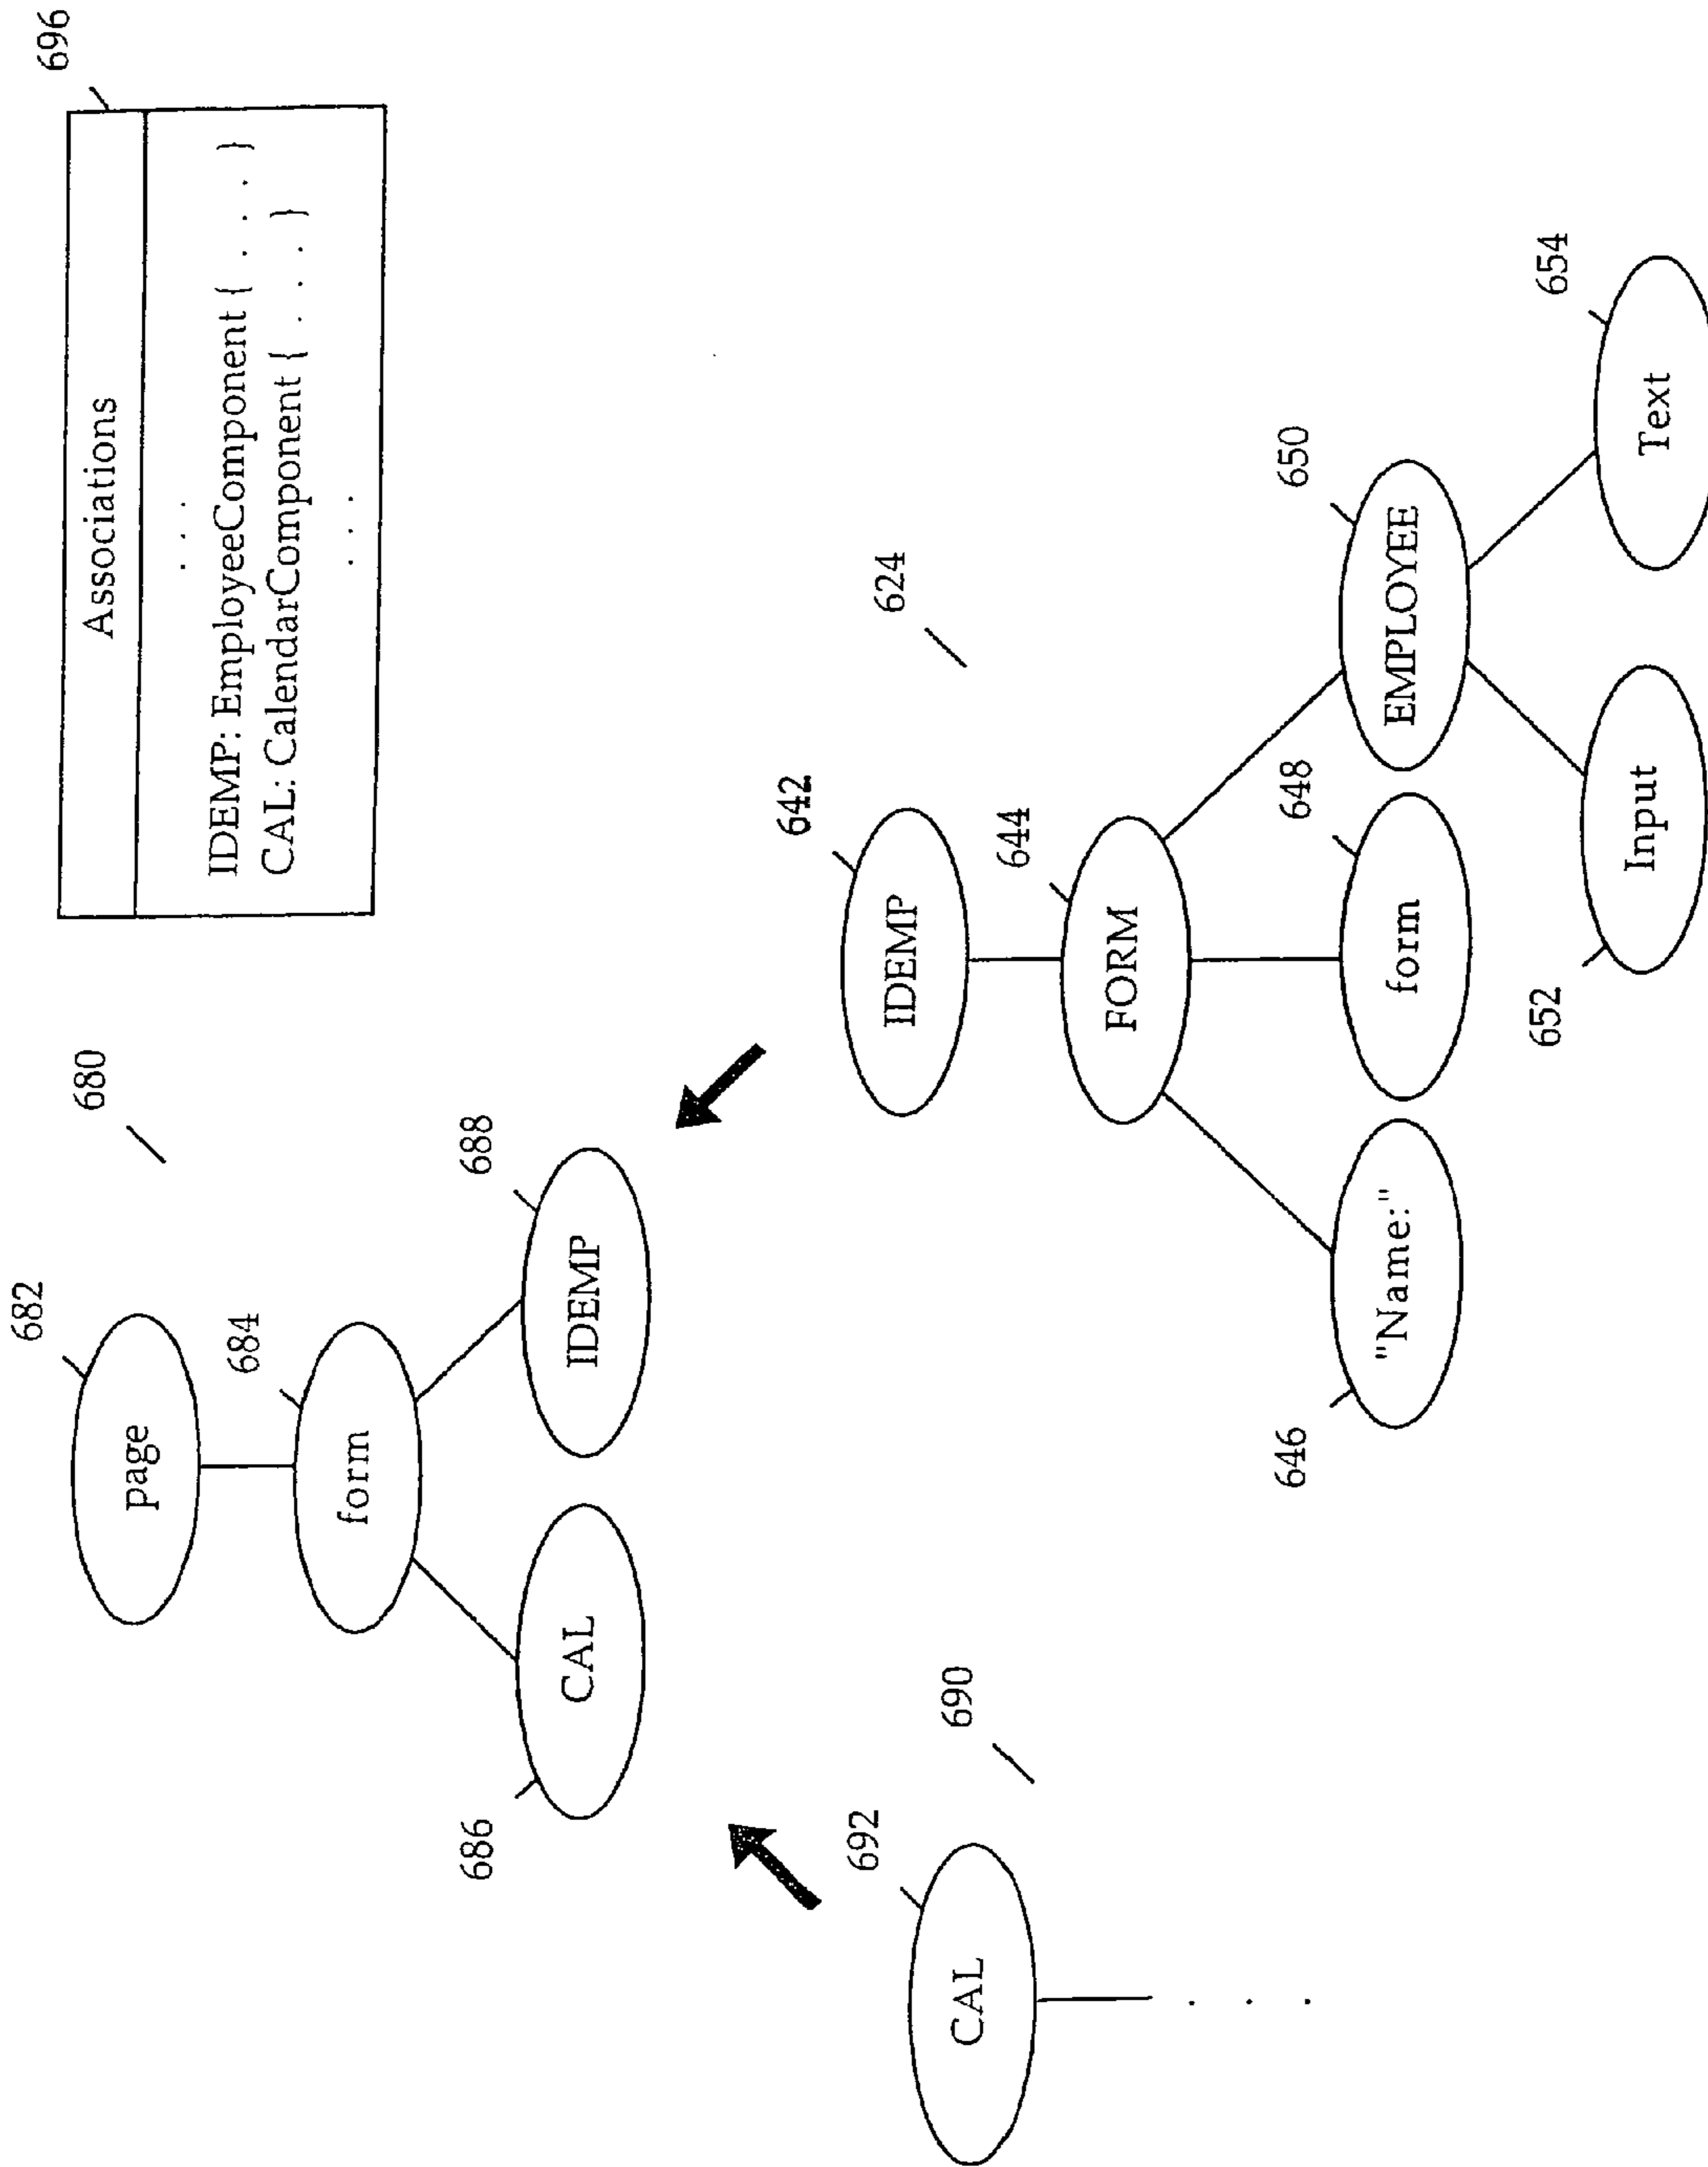 680
682
page
684
form
686
CAL
688
IDEMP
696
Associations
. . .
IDEMP: EmployeeComponent { . . . . }
CAL: CalendarComponent { . . . . }
. . .
690
692
CAL
. . .
624
642
IDEMP
644
FORM
646
"Name:"
648
form
650
EMPLOYEE
652
Input
654
Text